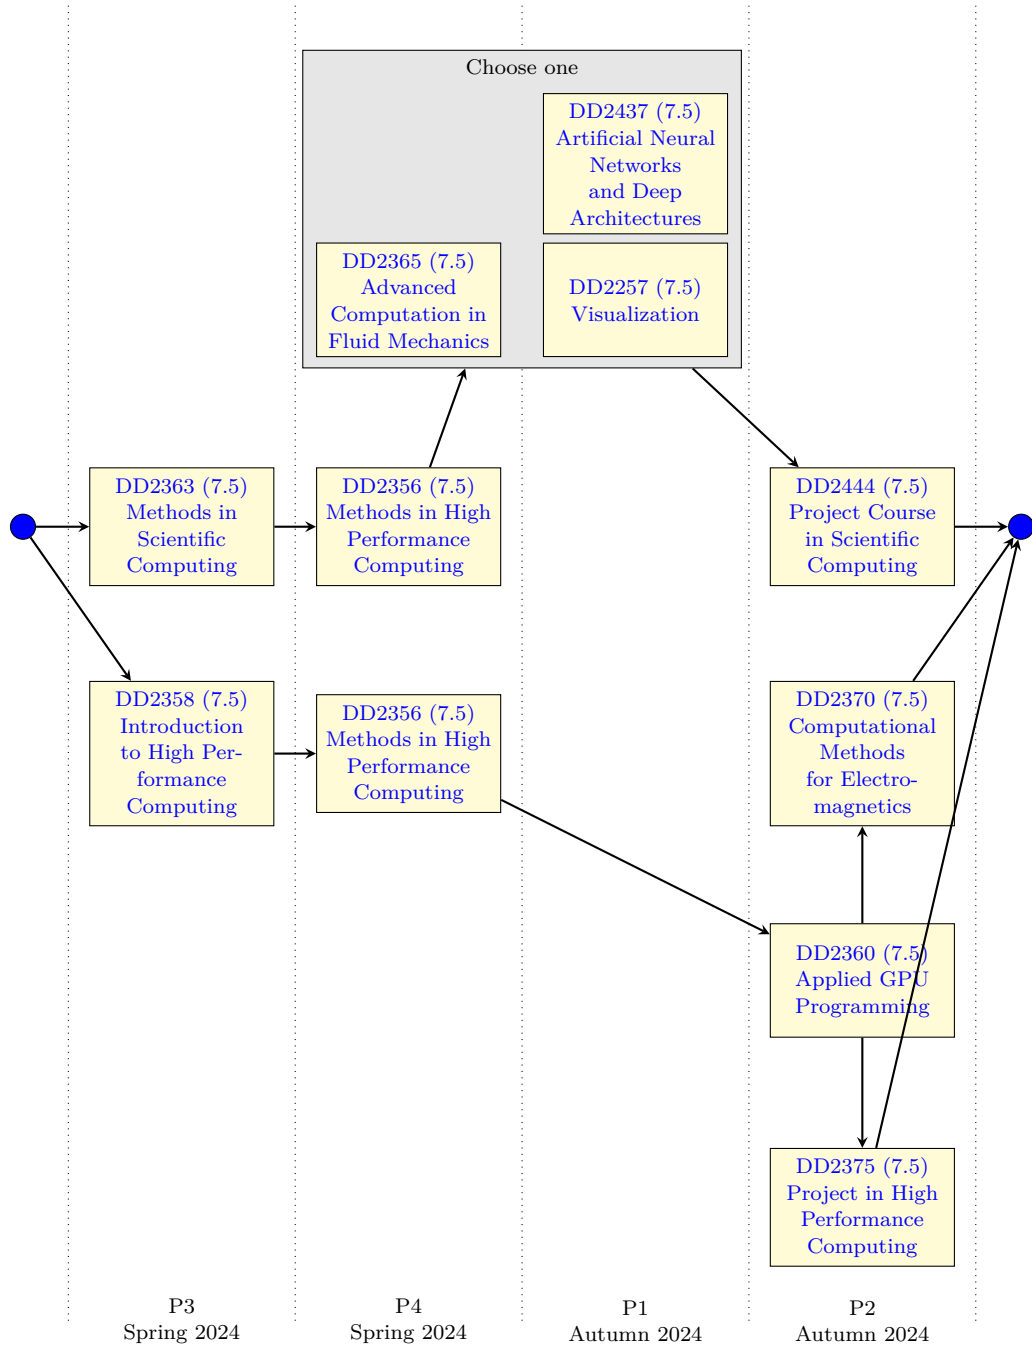 Choose one
DD2437 (7.5)
Artificial Neural
Networks
and Deep
Architectures
DD2365 (7.5)
Advanced
Computation in
Fluid Mechanics
DD2257 (7.5)
Visualization
DD2363 (7.5)
Methods in
Scientific
Computing
DD2356 (7.5)
Methods in High
Performance
Computing
DD2444 (7.5)
Project Course
in Scientific
Computing
DD2358 (7.5)
Introduction
to High Per-
formance
Computing
DD2356 (7.5)
Methods in High
Performance
Computing
DD2370 (7.5)
Computational
Methods
for Electro-
magnetics
DD2360 (7.5)
Applied GPU
Programming
DD2375 (7.5)
Project in High
Performance
Computing
P3
Spring 2024
P4
Spring 2024
P1
Autumn 2024
P2
Autumn 2024